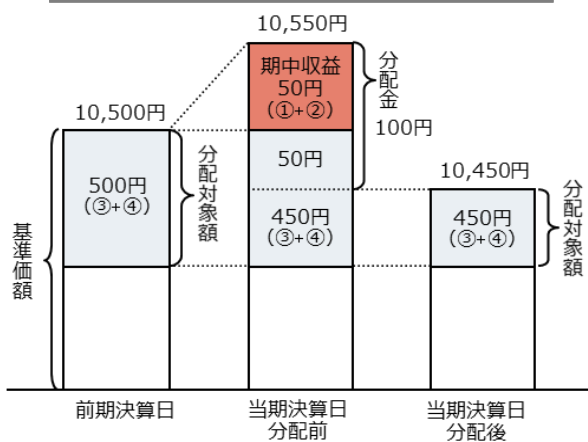 10,550円
期中収益
50円
(①+②)
分配金
100円
10,500円
500円
(③+④)
分配対象額
50円
450円
(③+④)
10,450円
450円
(③+④)
分配対象額
基準価額
前期決算日
当期決算日
分配前
当期決算日
分配後